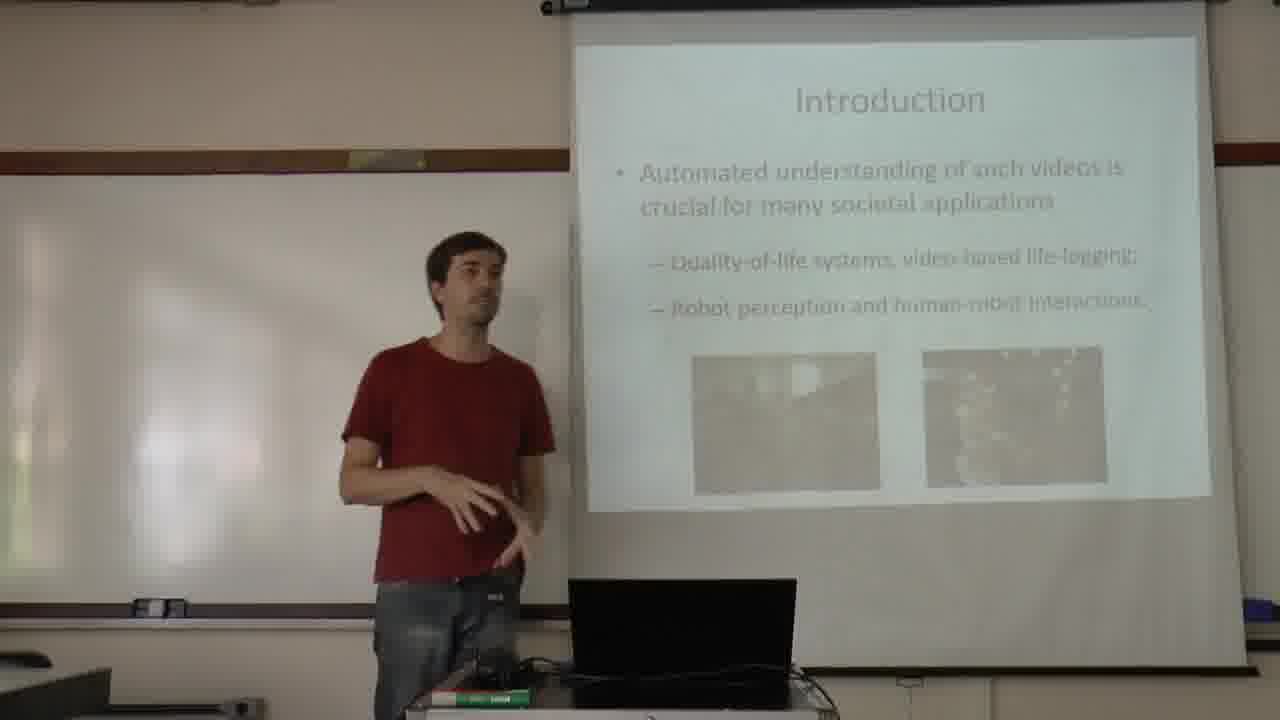 Introduction
• Automated understanding of such videos is
crucial for many societal applications
– Quality-of-life systems, video-based life-logging;
– Robot perception and human-robot interactions.